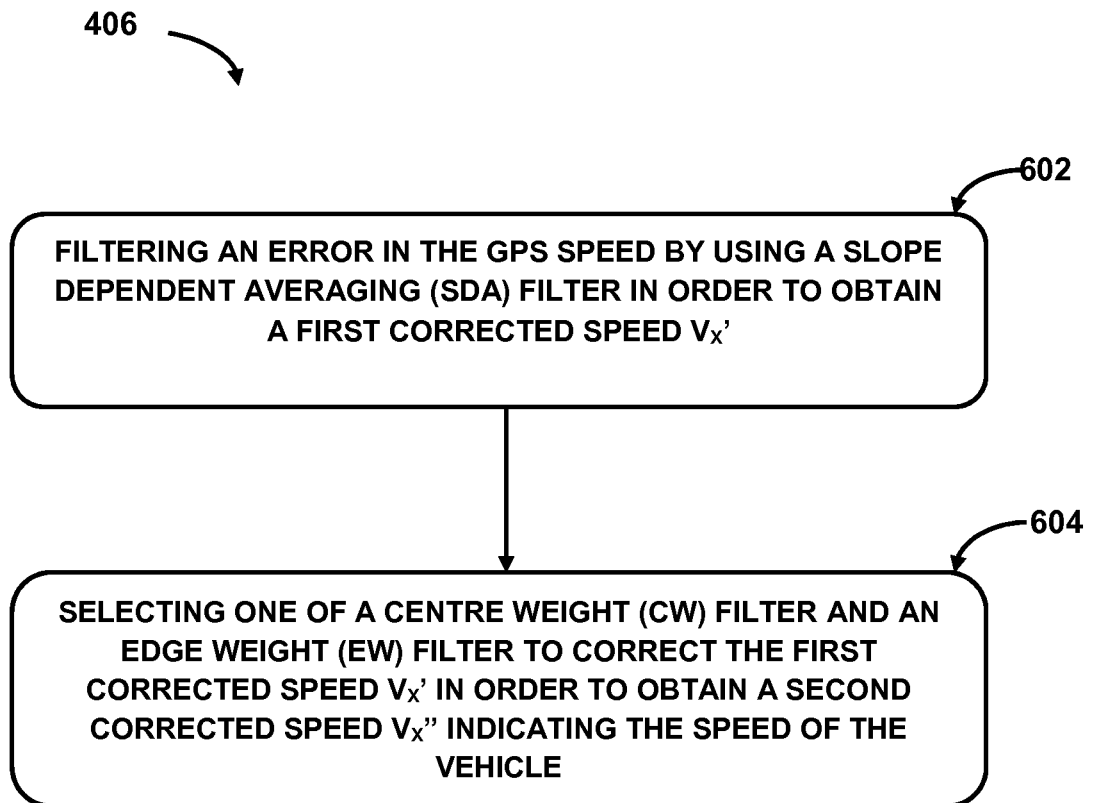 406
602
FILTERING AN ERROR IN THE GPS SPEED BY USING A SLOPE
DEPENDENT AVERAGING (SDA) FILTER IN ORDER TO OBTAIN
A FIRST CORRECTED SPEED VX’
604
SELECTING ONE OF A CENTRE WEIGHT (CW) FILTER AND AN
EDGE WEIGHT (EW) FILTER TO CORRECT THE FIRST
CORRECTED SPEED VX’ IN ORDER TO OBTAIN A SECOND
CORRECTED SPEED VX’’ INDICATING THE SPEED OF THE
VEHICLE